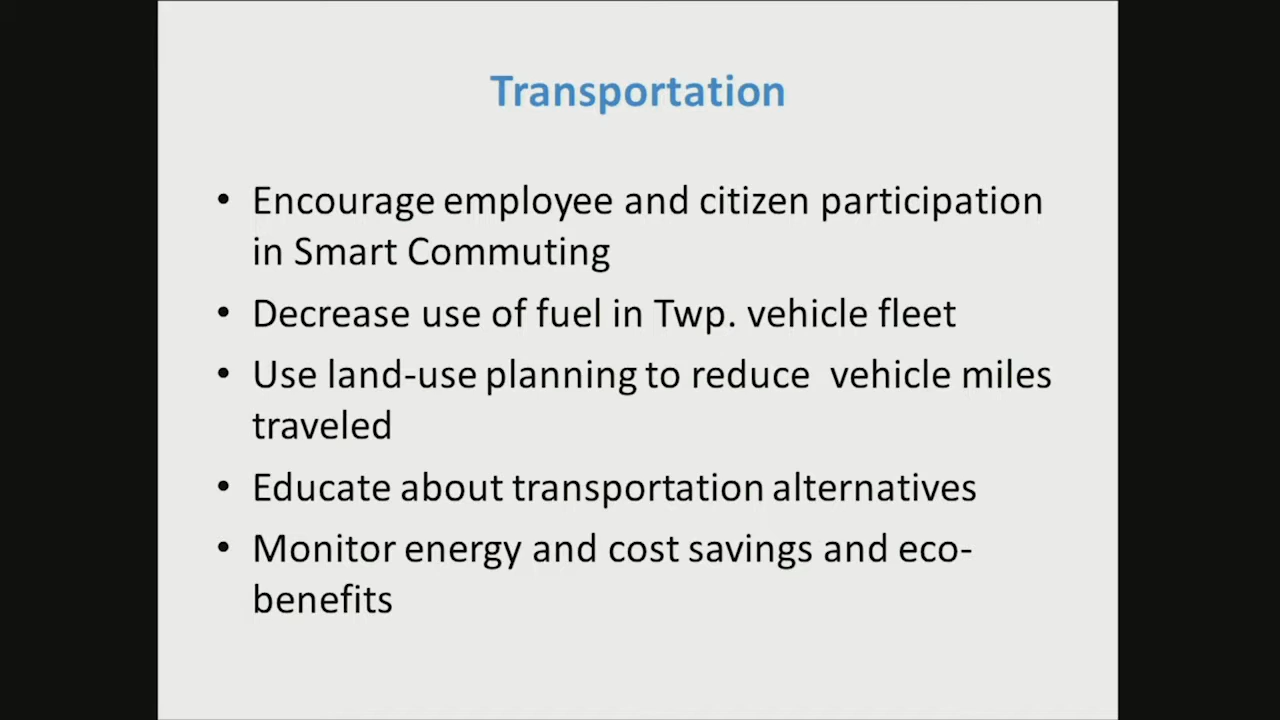 Transportation
• Encourage employee and citizen participation
in Smart Commuting
• Decrease use of fuel in Twp. vehicle fleet
• Use land-use planning to reduce  vehicle miles
traveled
• Educate about transportation alternatives
• Monitor energy and cost savings and eco-
benefits